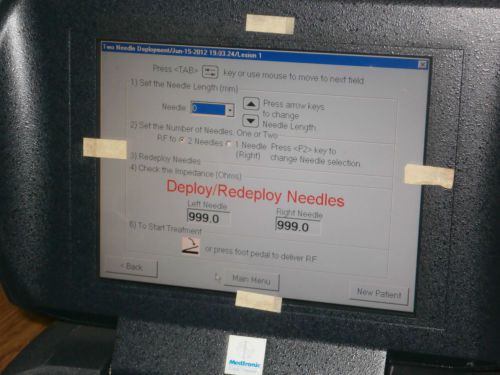 Two Needle Deployment/Jun-15-2012 19:03:24/Lesion 1
Press <TAB> key or use mouse to move to next field
1) Set the Needle Length (mm)
Needle 0
Press arrow keys
to change
Needle Length
2) Set the Number of Needles: One or Two
RF to 2 Needles 1 Needle
(Right)
Press <P2> key to
change Needle selection.
3) Redeploy Needles
4) Check the Impedance (Ohms)
Deploy/Redeploy Needles
Left Needle Right Needle
999.0 999.0
6) To Start Treatment
or press foot pedal to deliver RF
< Back
Main Menu
New Patient
Medtronic